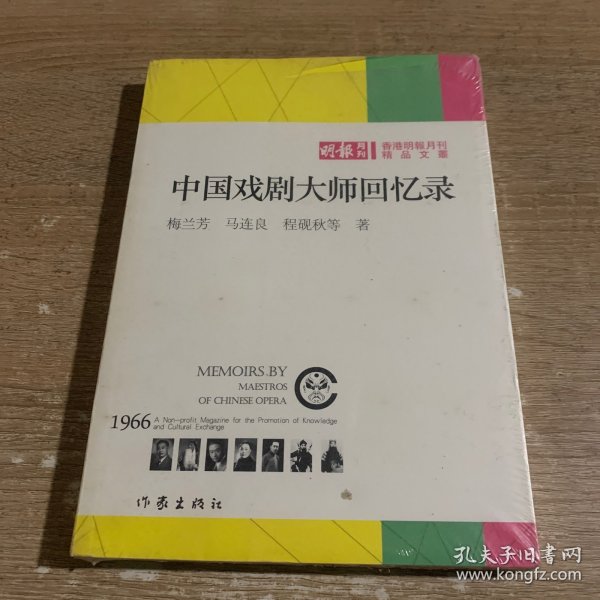 明報月刊
香港明報月刊
精品文叢
中国戏剧大师回忆录
梅兰芳 马连良 程砚秋等 著
MEMOIRS BY
MAESTROS
OF CHINESE OPERA
1966 A Non-profit Magazine for the Promotion of Knowledge
and Cultural Exchange
作家出版社
孔夫子旧书网
www.kongfz.com